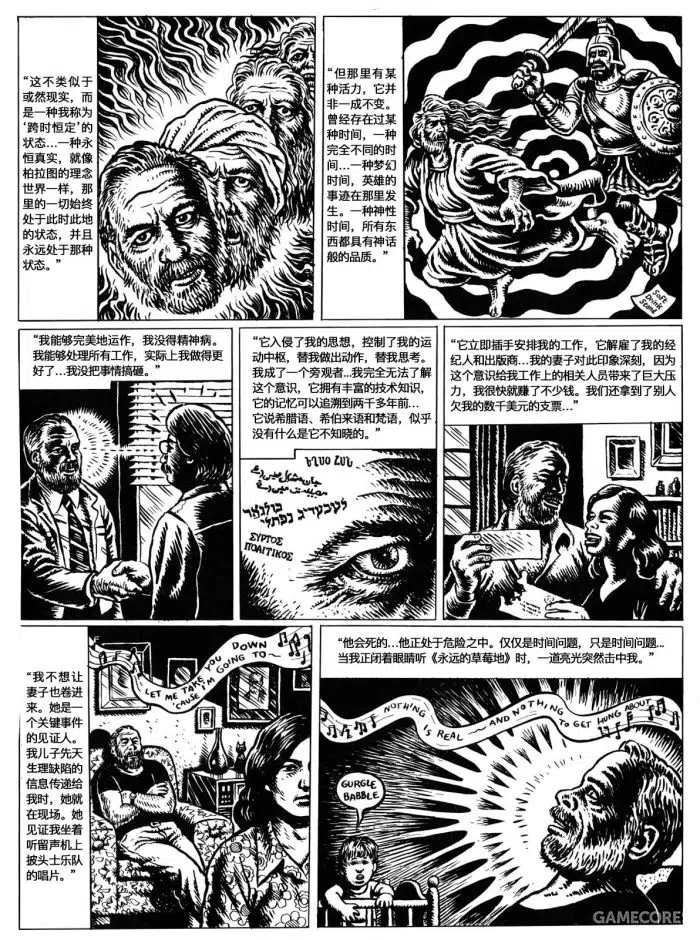 “这不类似于
或然现实，而
是一种我称为
‘跨时恒定’的
状态…一种永
恒真实，就像
柏拉图的理念
世界一样，那
里的一切始终
处于此时此地
的状态，并且
永远处于那种
状态。”
“但那里有某
种活力，它并
非一成不变。
曾经存在过某
种时间，一种
完全不同的时
间…一种梦幻
时间，英雄的
事迹在那里发
生。一种神性
时间，所有东
西都具有神话
般的品质。”
Soft
Drink
Stand
“我能够完美地运作，我没得精神病。
我能够处理所有工作，实际上我做得更
好了…我没把事情搞砸。”
“它入侵了我的思想，控制了我的运
动中枢，替我做出动作，替我思考。
我成了一个旁观者...我完全无法了解
这个意识，它拥有丰富的技术知识，
它的记忆可以追溯到两千多年前…
它说希腊语、希伯来语和梵语，似乎
没有什么是它不知晓的。”
ΣΥΡΤΟΣ
ΠΟΛΙΤΙΚΟΣ
“它立即插手安排我的工作，它解雇了我的经
纪人和出版商…我的妻子对此印象深刻，因为
这个意识给我工作上的相关人员带来了巨大压
力，我很快就赚了不少钱。我们还拿到了别人
欠我的数千美元的支票…”
“我不想让
妻子也卷进
来。她是一
个关键事件
的见证人。
我儿子先天
生理缺陷的
信息传递给
我时，她就
在现场。她
见证我坐着
听留声机上
披头士乐队
的唱片。”
LET ME TAKE YOU DOWN
'CAUSE I'M GOING TO~
“他会死的…他正处于危险之中。仅仅是时间问题，只是时间问题…
当我正闭着眼睛听《永远的草莓地》时，一道亮光突然击中我。”
NOTHING IS REAL ~ AND NOTHING TO GET HUNG ABOUT
GURGLE
BABBLE
GAMECORES